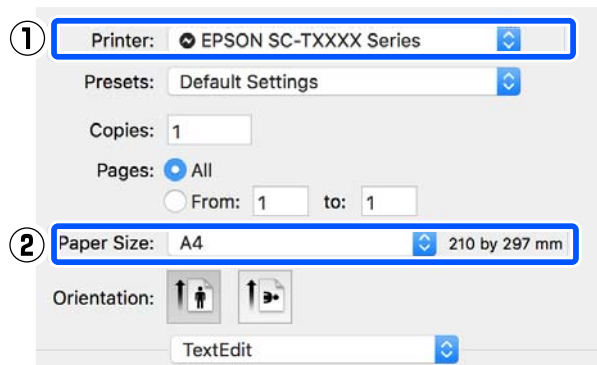 ① Printer: EPSON SC-TXXXX Series
Presets: Default Settings
Copies: 1
Pages: All
From: 1 to: 1
② Paper Size: A4 210 by 297 mm
Orientation:
TextEdit